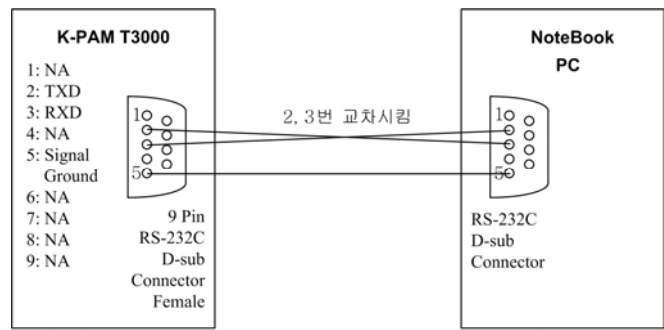 K-PAM T3000
1: NA
2: TXD
3: RXD
4: NA
5: Signal
Ground
6: NA
7: NA
8: NA
9: NA
1
5
9 Pin
RS-232C
D-sub
Connector
Female
2, 3번 교차시킴
NoteBook
PC
1
5
RS-232C
D-sub
Connector